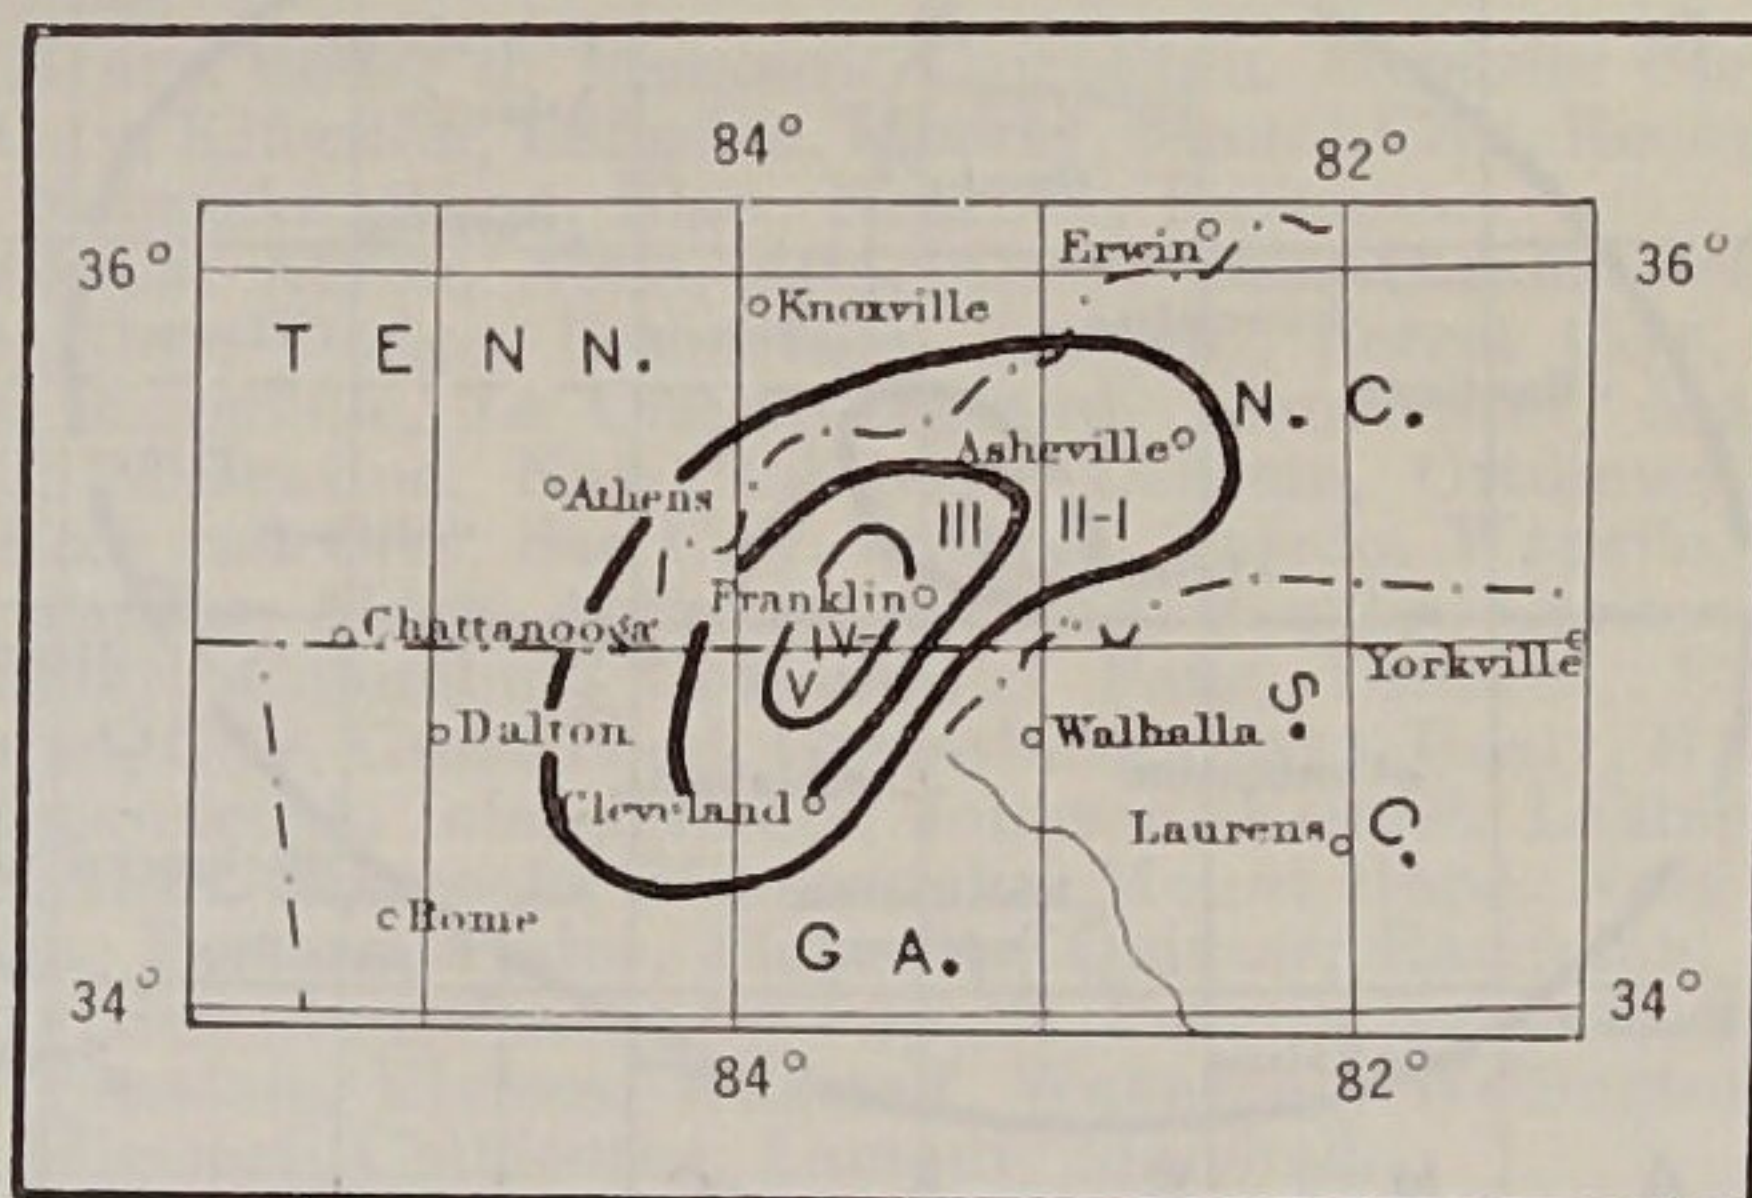 84° 82°
36° Erwin 36°
Knoxville
T E N N.
N. C.
Asheville
Athens
III II-I
Franklin
Chattanooga IV-
V
Yorkville
S.
Dalton Walhalla
Cleveland
Laurens C.
Rome
G A.
34° 34°
84° 82°